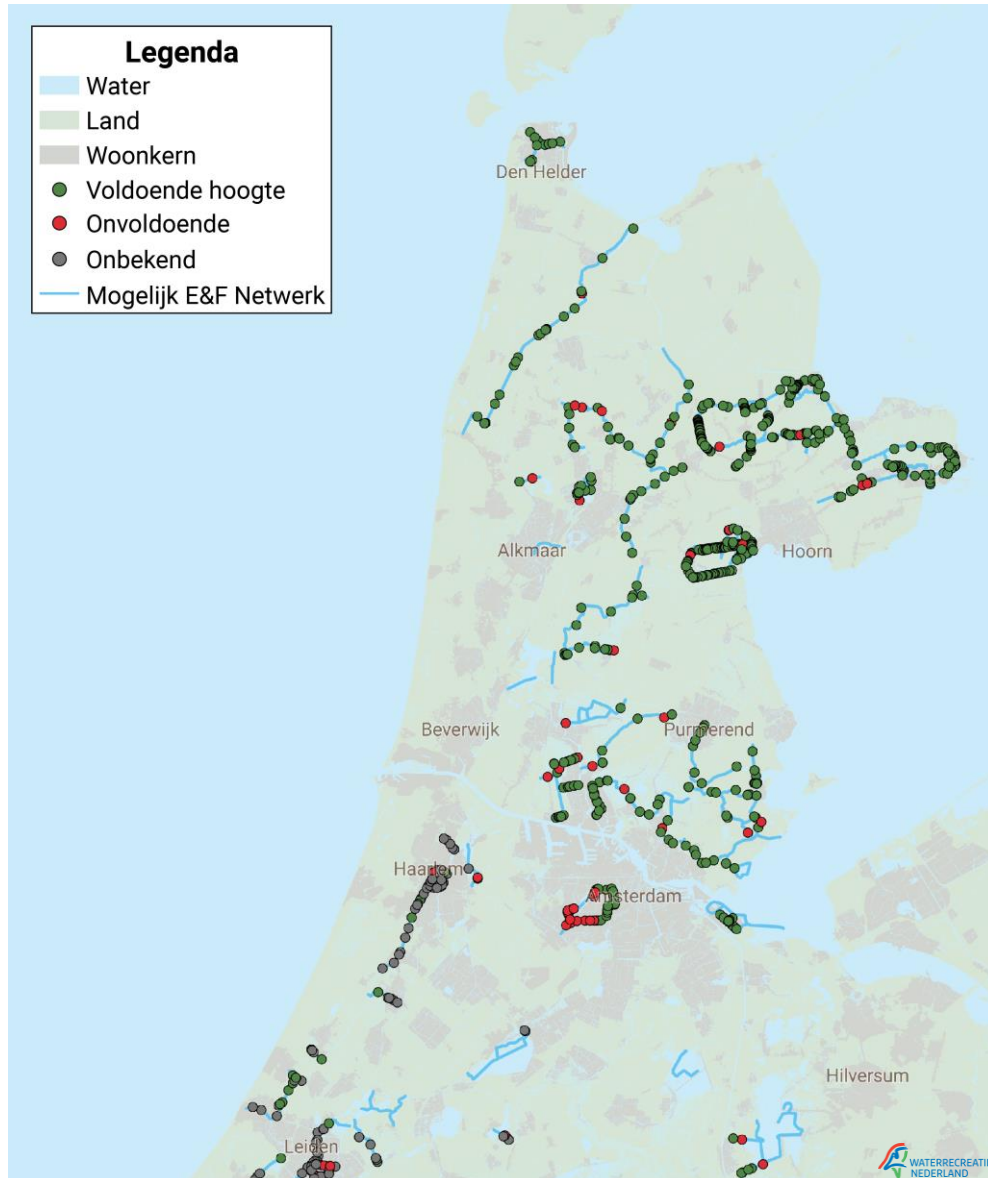 Legenda
Water
Land
Woonkern
Voldoende hoogte
Onvoldoende
Onbekend
Mogelijk E&F Netwerk
Den Helder
Alkmaar
Hoorn
Beverwijk
Purmerend
Haarlem
Amsterdam
Hilversum
Leiden
WATERRECREATIE
NEDERLAND